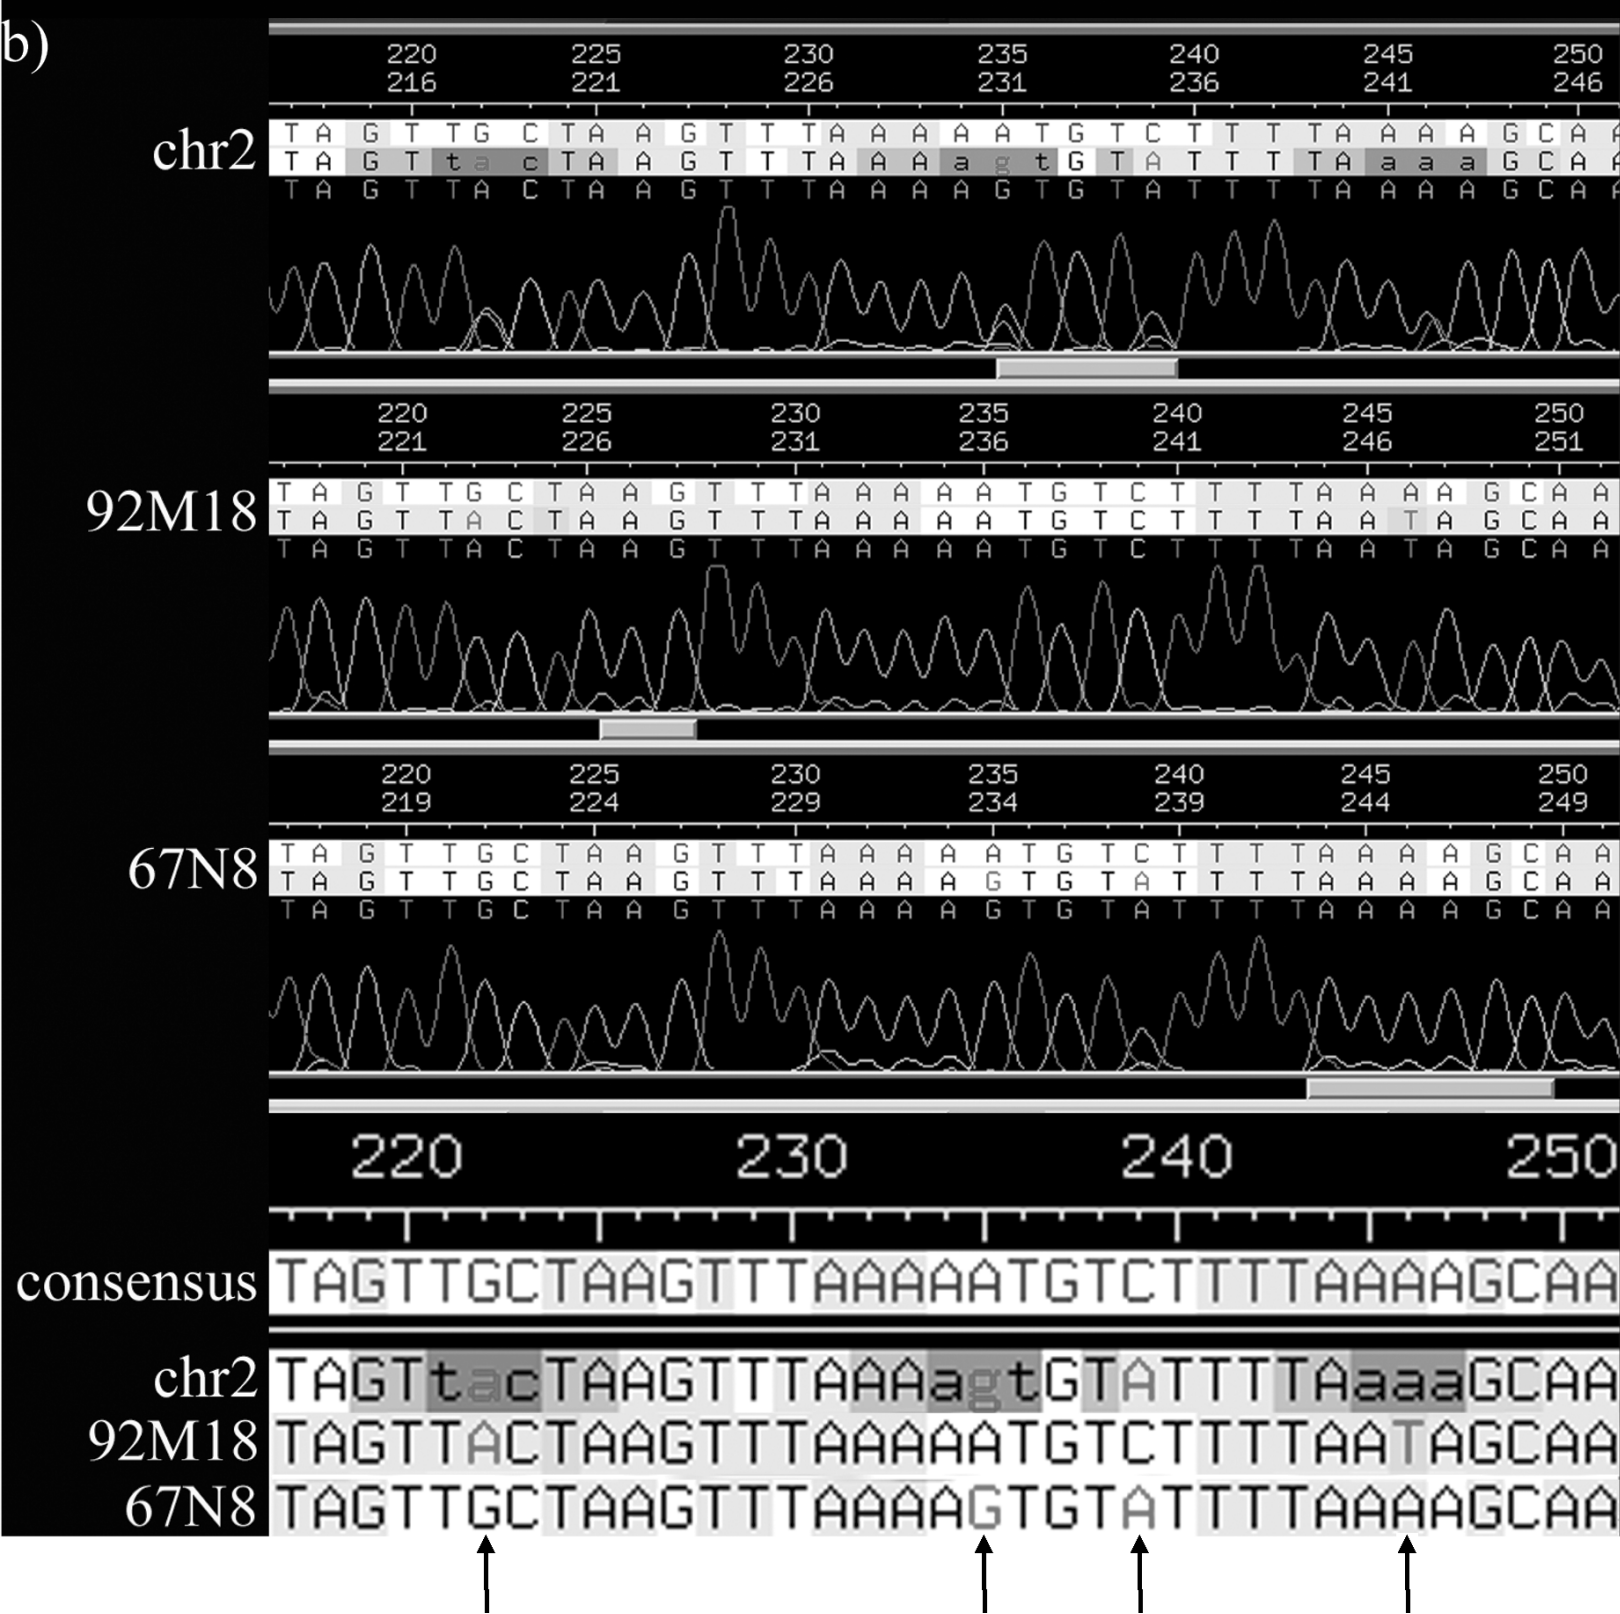 b)
220 225 230 235 240 245 250
216 221 226 231 236 241 246
T A G T T G C T A A G T T T A A A A A T G T C T T T T A A A A G C A A
chr2
T A G T t a c T A A G T T T A A A a g t G T A T T T T A a a a G C A A
T A G T T A C T A A G T T T A A A A G T G T A T T T T A A A A G C A A
220 225 230 235 240 245 250
221 226 231 236 241 246 251
T A G T T G C T A A G T T T A A A A A T G T C T T T T A A A A G C A A
92M18
T A G T T A C T A A G T T T A A A A A T G T C T T T T A A T A G C A A
T A G T T A C T A A G T T T A A A A A T G T C T T T T A A T A G C A A
220 225 230 235 240 245 250
219 224 229 234 239 244 249
T A G T T G C T A A G T T T A A A A A T G T C T T T T A A A A G C A A
67N8
T A G T T G C T A A G T T T A A A A G T G T A T T T T A A A A G C A A
T A G T T G C T A A G T T T A A A A G T G T A T T T T A A A A G C A A
220 230 240 250
consensus TAGTTGCTAAGTTTAAAAATGTCTTTTAAAAGCAA
chr2 TAGTtacTAAGTTTAAAagtGTATTTTAaaaGCAA
92M18 TAGTTACTAAGTTTAAAAATGTCTTTTAATAGCAA
67N8 TAGTTGCTAAGTTTAAAAGTGTATTTTAAAAGCAA